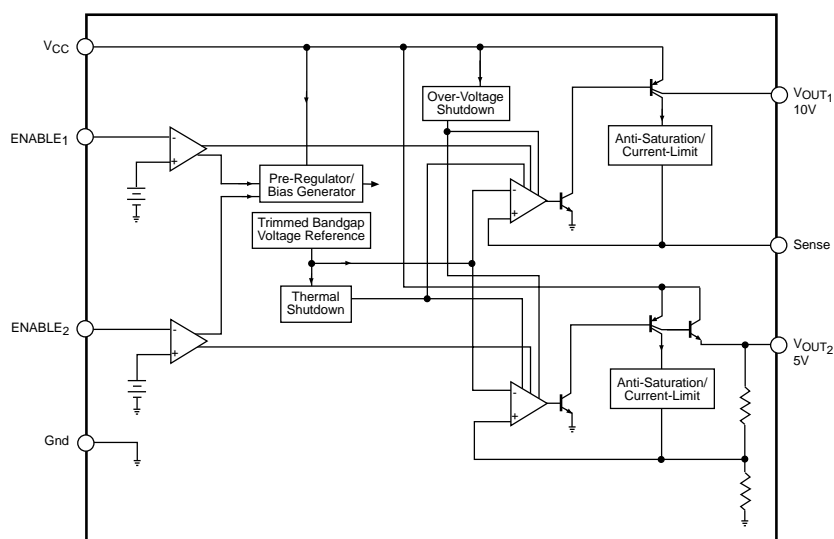 VCC
Over-Voltage
Shutdown
VOUT1
10V
ENABLE1
-
+
Anti-Saturation/
Current-Limit
Pre-Regulator/
Bias Generator
-
+
Trimmed Bandgap
Voltage Reference
Sense
Thermal
Shutdown
ENABLE2
-
+
VOUT2
5V
Anti-Saturation/
Current-Limit
-
+
Gnd